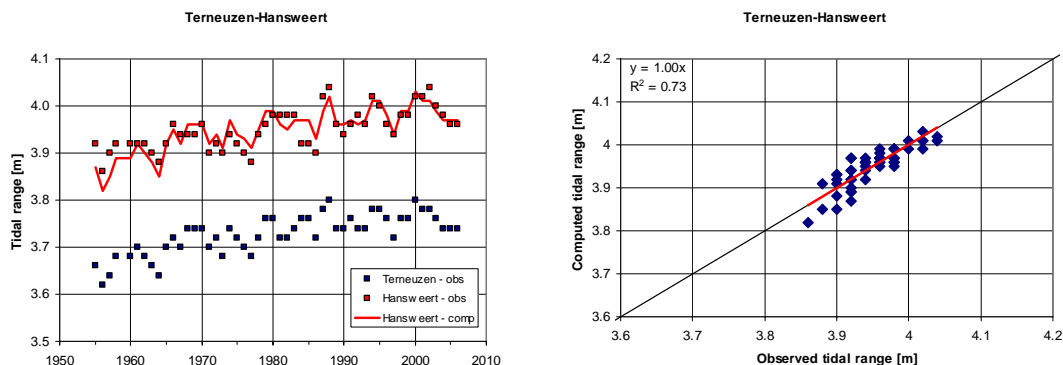 Terneuzen-Hansweert
Tidal range [m]
4.1
4.0
3.9
3.8
3.7
3.6
3.5
1950 1960 1970 1980 1990 2000 2010
Terneuzen - obs
Hansweert - obs
Hansweert - comp
Terneuzen-Hansweert
Computed tidal range [m]
4.2
4.1
4
3.9
3.8
3.7
3.6
y = 1.00x
R² = 0.73
3.6 3.7 3.8 3.9 4 4.1 4.2
Observed tidal range [m]